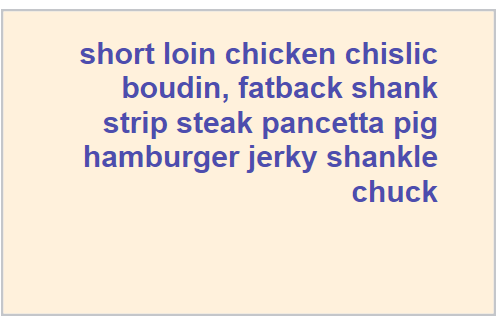 short loin chicken chislic
boudin, fatback shank
strip steak pancetta pig
hamburger jerky shankle
chuck